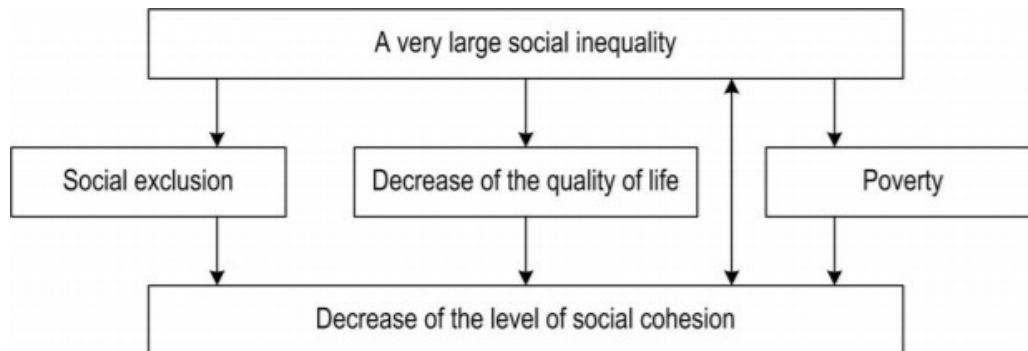 A very large social inequality
Social exclusion
Decrease of the quality of life
Poverty
Decrease of the level of social cohesion